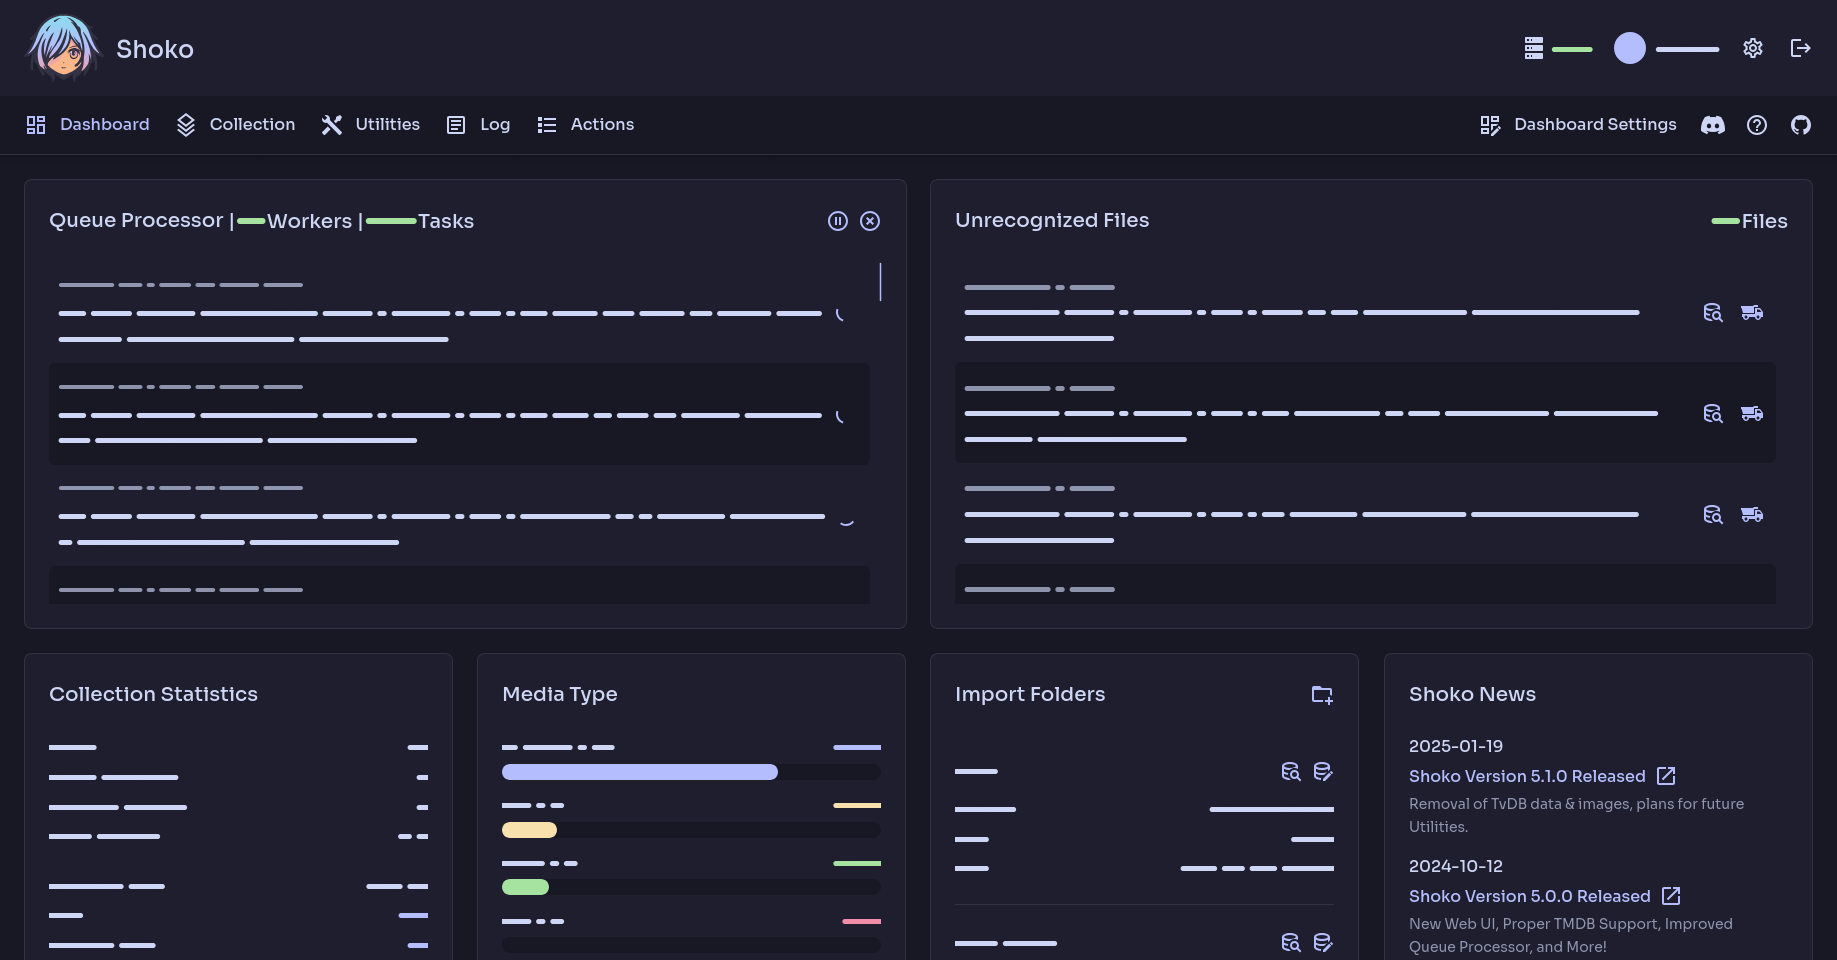 Shoko
Dashboard
Collection
Utilities
Log
Actions
Dashboard Settings
Queue Processor | Workers | Tasks
Unrecognized Files
Files
Collection Statistics
Media Type
Import Folders
Shoko News
2025-01-19
Shoko Version 5.1.0 Released
Removal of TvDB data & images, plans for future
Utilities.
2024-10-12
Shoko Version 5.0.0 Released
New Web UI, Proper TMDB Support, Improved
Queue Processor, and More!